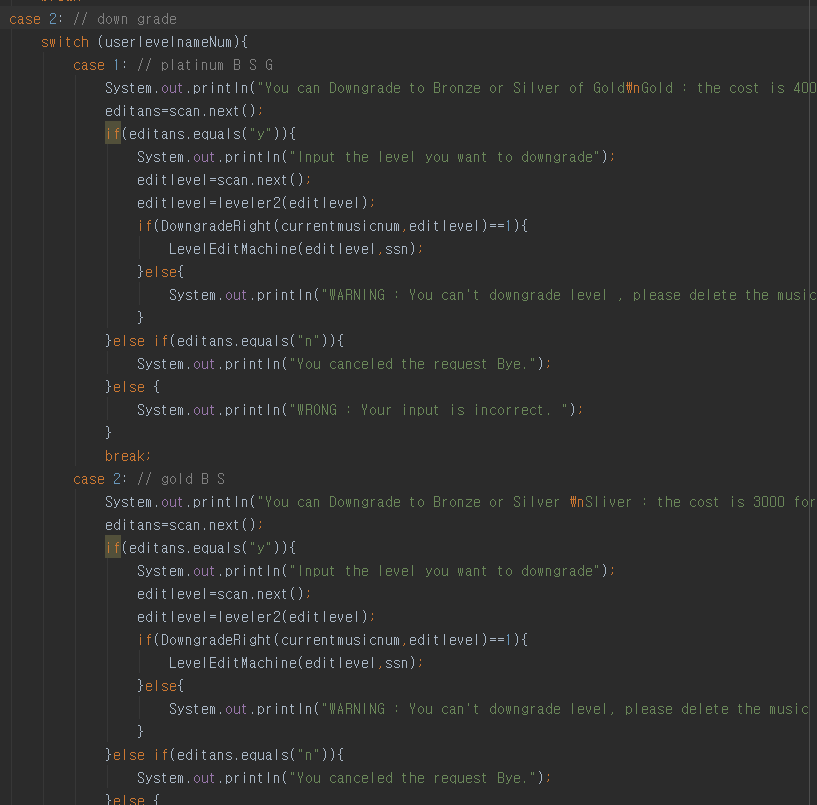 case 2: // down grade
switch (userlevelnameNum){
case 1: // platinum B S G
System.out.println("You can Downgrade to Bronze or Silver of Gold₩nGold : the cost is 400
editans=scan.next();
if(editans.equals("y")){
System.out.println("Input the level you want to downgrade");
editlevel=scan.next();
editlevel=leveler2(editlevel);
if(DowngradeRight(currentmusicnum,editlevel)==1){
LevelEditMachine(editlevel,ssn);
}else{
System.out.println("WARNING : You can't downgrade level , please delete the music
}
}else if(editans.equals("n")){
System.out.println("You canceled the request Bye.");
}else {
System.out.println("WRONG : Your input is incorrect. ");
}
break;
case 2: // gold B S
System.out.println("You can Downgrade to Bronze or Silver ₩nSliver : the cost is 3000 for
editans=scan.next();
if(editans.equals("y")){
System.out.println("Input the level you want to downgrade");
editlevel=scan.next();
editlevel=leveler2(editlevel);
if(DowngradeRight(currentmusicnum,editlevel)==1){
LevelEditMachine(editlevel,ssn);
}else{
System.out.println("WARNING : You can't downgrade level, please delete the music
}
}else if(editans.equals("n")){
System.out.println("You canceled the request Bye.");
}else {